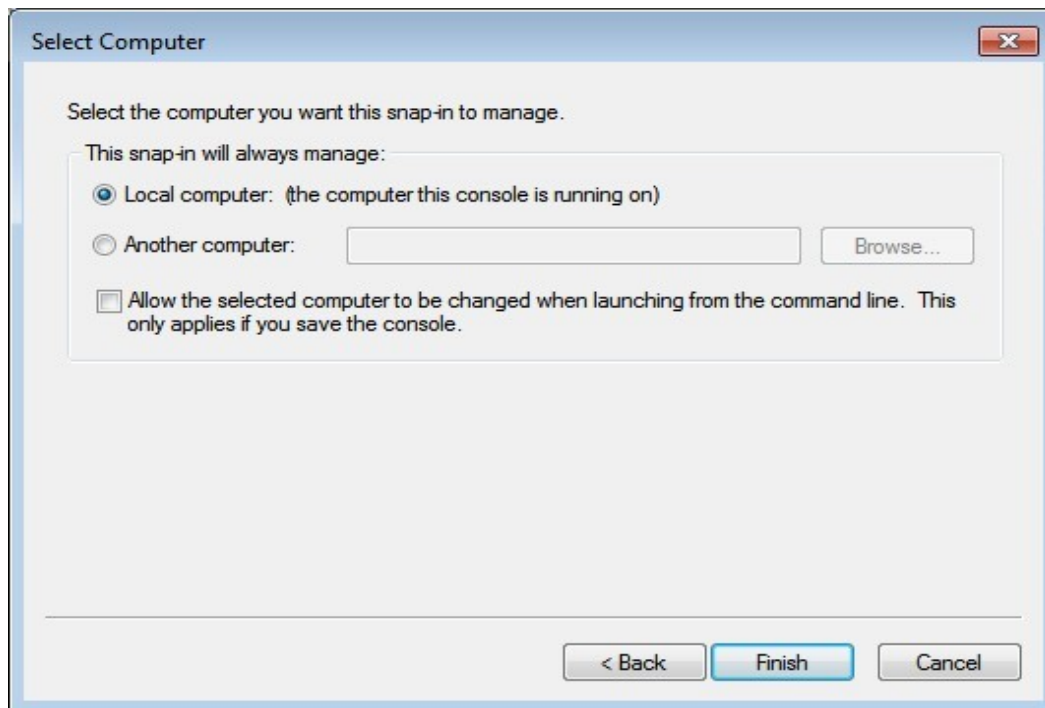 Select Computer
Select the computer you want this snap-in to manage.
This snap-in will always manage:
Local computer:  (the computer this console is running on)
Another computer:
Browse...
Allow the selected computer to be changed when launching from the command line.  This
only applies if you save the console.
< Back
Finish
Cancel